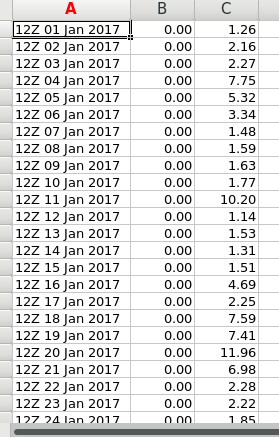 A B C
12Z 01 Jan 2017 0.00 1.26
12Z 02 Jan 2017 0.00 2.16
12Z 03 Jan 2017 0.00 2.27
12Z 04 Jan 2017 0.00 7.75
12Z 05 Jan 2017 0.00 5.32
12Z 06 Jan 2017 0.00 3.34
12Z 07 Jan 2017 0.00 1.48
12Z 08 Jan 2017 0.00 1.59
12Z 09 Jan 2017 0.00 1.63
12Z 10 Jan 2017 0.00 1.77
12Z 11 Jan 2017 0.00 10.20
12Z 12 Jan 2017 0.00 1.14
12Z 13 Jan 2017 0.00 1.53
12Z 14 Jan 2017 0.00 1.31
12Z 15 Jan 2017 0.00 1.51
12Z 16 Jan 2017 0.00 4.69
12Z 17 Jan 2017 0.00 2.25
12Z 18 Jan 2017 0.00 7.59
12Z 19 Jan 2017 0.00 7.41
12Z 20 Jan 2017 0.00 11.96
12Z 21 Jan 2017 0.00 6.98
12Z 22 Jan 2017 0.00 2.28
12Z 23 Jan 2017 0.00 2.22
12Z 24 Jan 2017 0.00 1.85